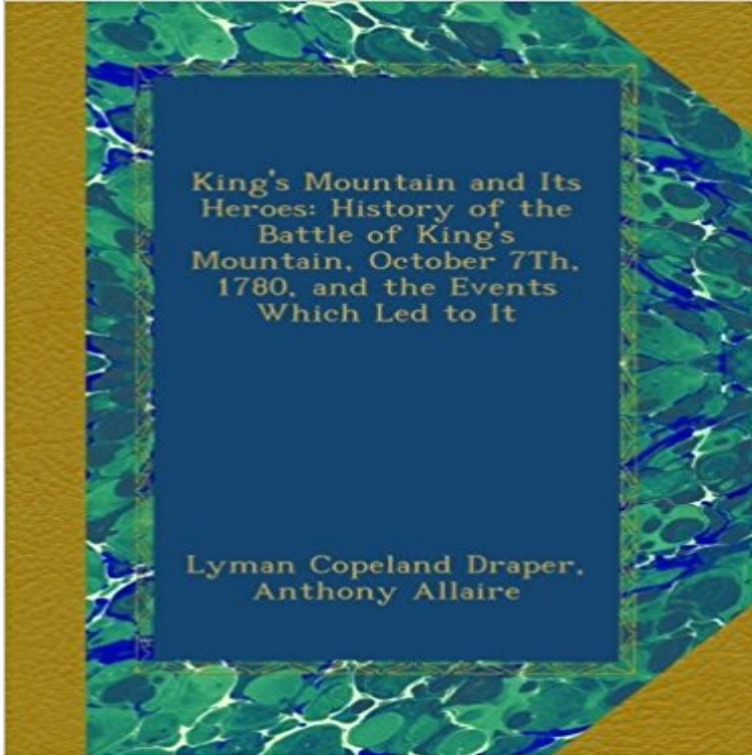 King's Mountain and Its
Heroes: History of the
Battle of King's
Mountain, October 7Th,
1780, and the Events
Which Led to It
Lyman Copeland Draper,
Anthony Allaire